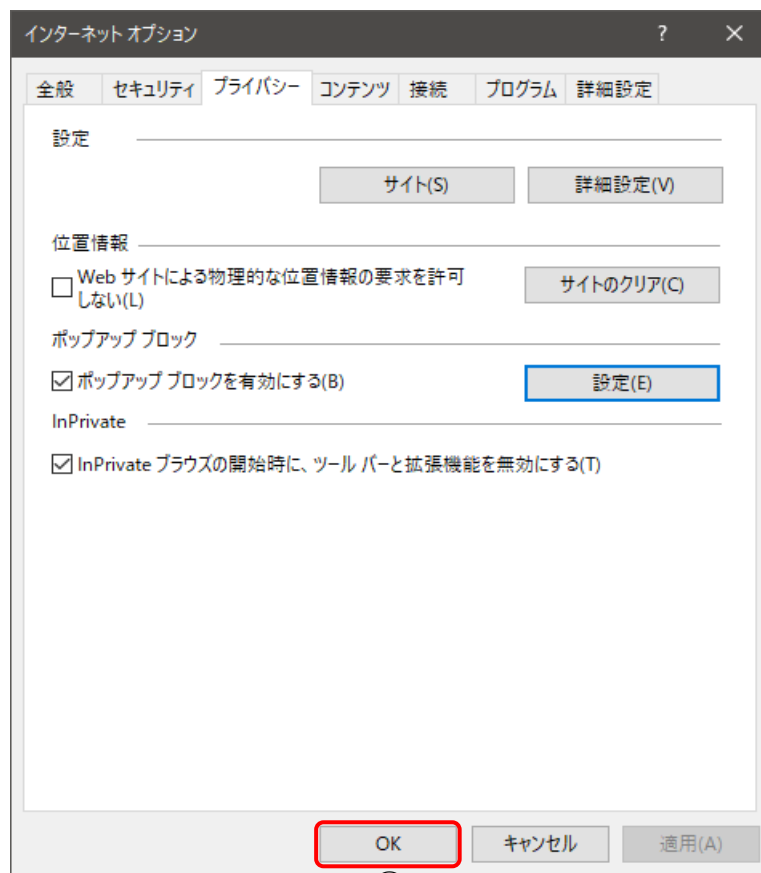 インターネット オプション ? ×
全般 セキュリティ プライバシー コンテンツ 接続 プログラム 詳細設定
設定
サイト(S) 詳細設定(V)
位置情報
Web サイトによる物理的な位置情報の要求を許可
しない(L)
サイトのクリア(C)
ポップアップ ブロック
ポップアップ ブロックを有効にする(B) 設定(E)
InPrivate
InPrivate ブラウズの開始時に、ツール バーと拡張機能を無効にする(T)
OK キャンセル 適用(A)